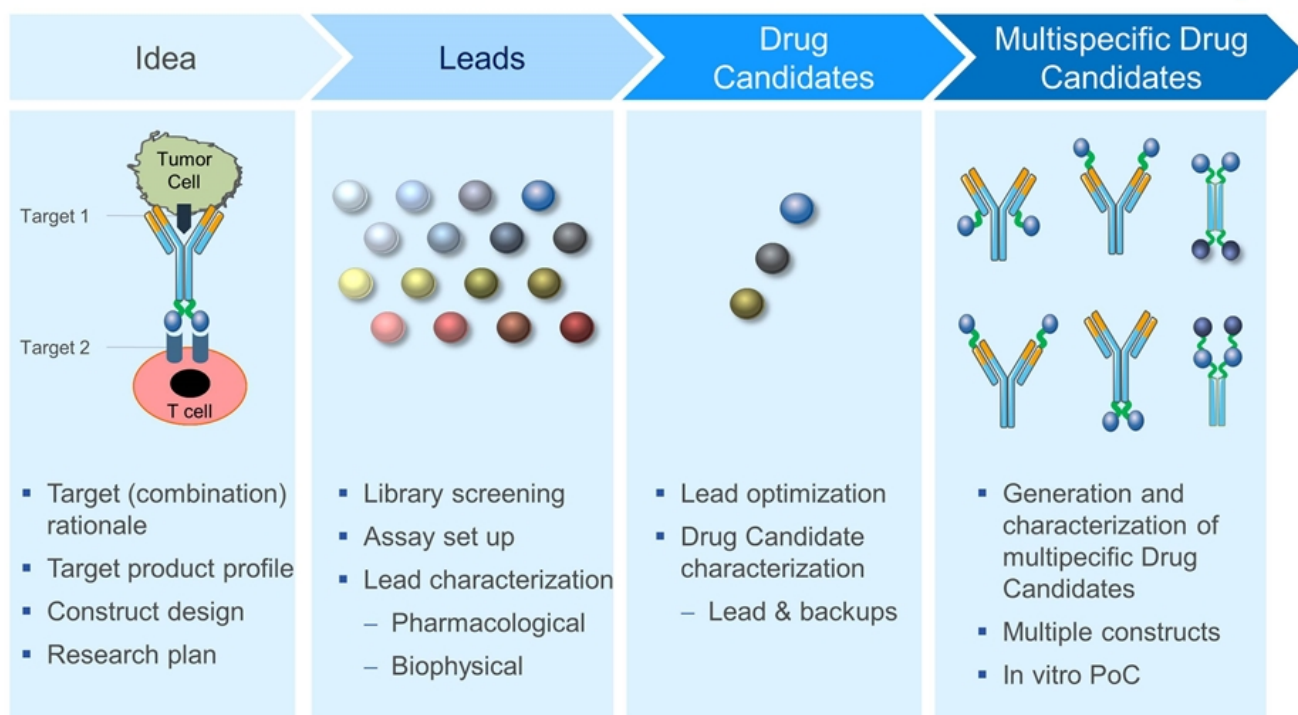 Idea
Leads
Drug
Candidates
Multispecific Drug
Candidates
Tumor
Cell
Target 1
Target 2
T cell
▪ Target (combination)
rationale
▪ Target product profile
▪ Construct design
▪ Research plan
▪ Library screening
▪ Assay set up
▪ Lead characterization
– Pharmacological
– Biophysical
▪ Lead optimization
▪ Drug Candidate
characterization
– Lead & backups
▪ Generation and
characterization of
multipecific Drug
Candidates
▪ Multiple constructs
▪ In vitro PoC